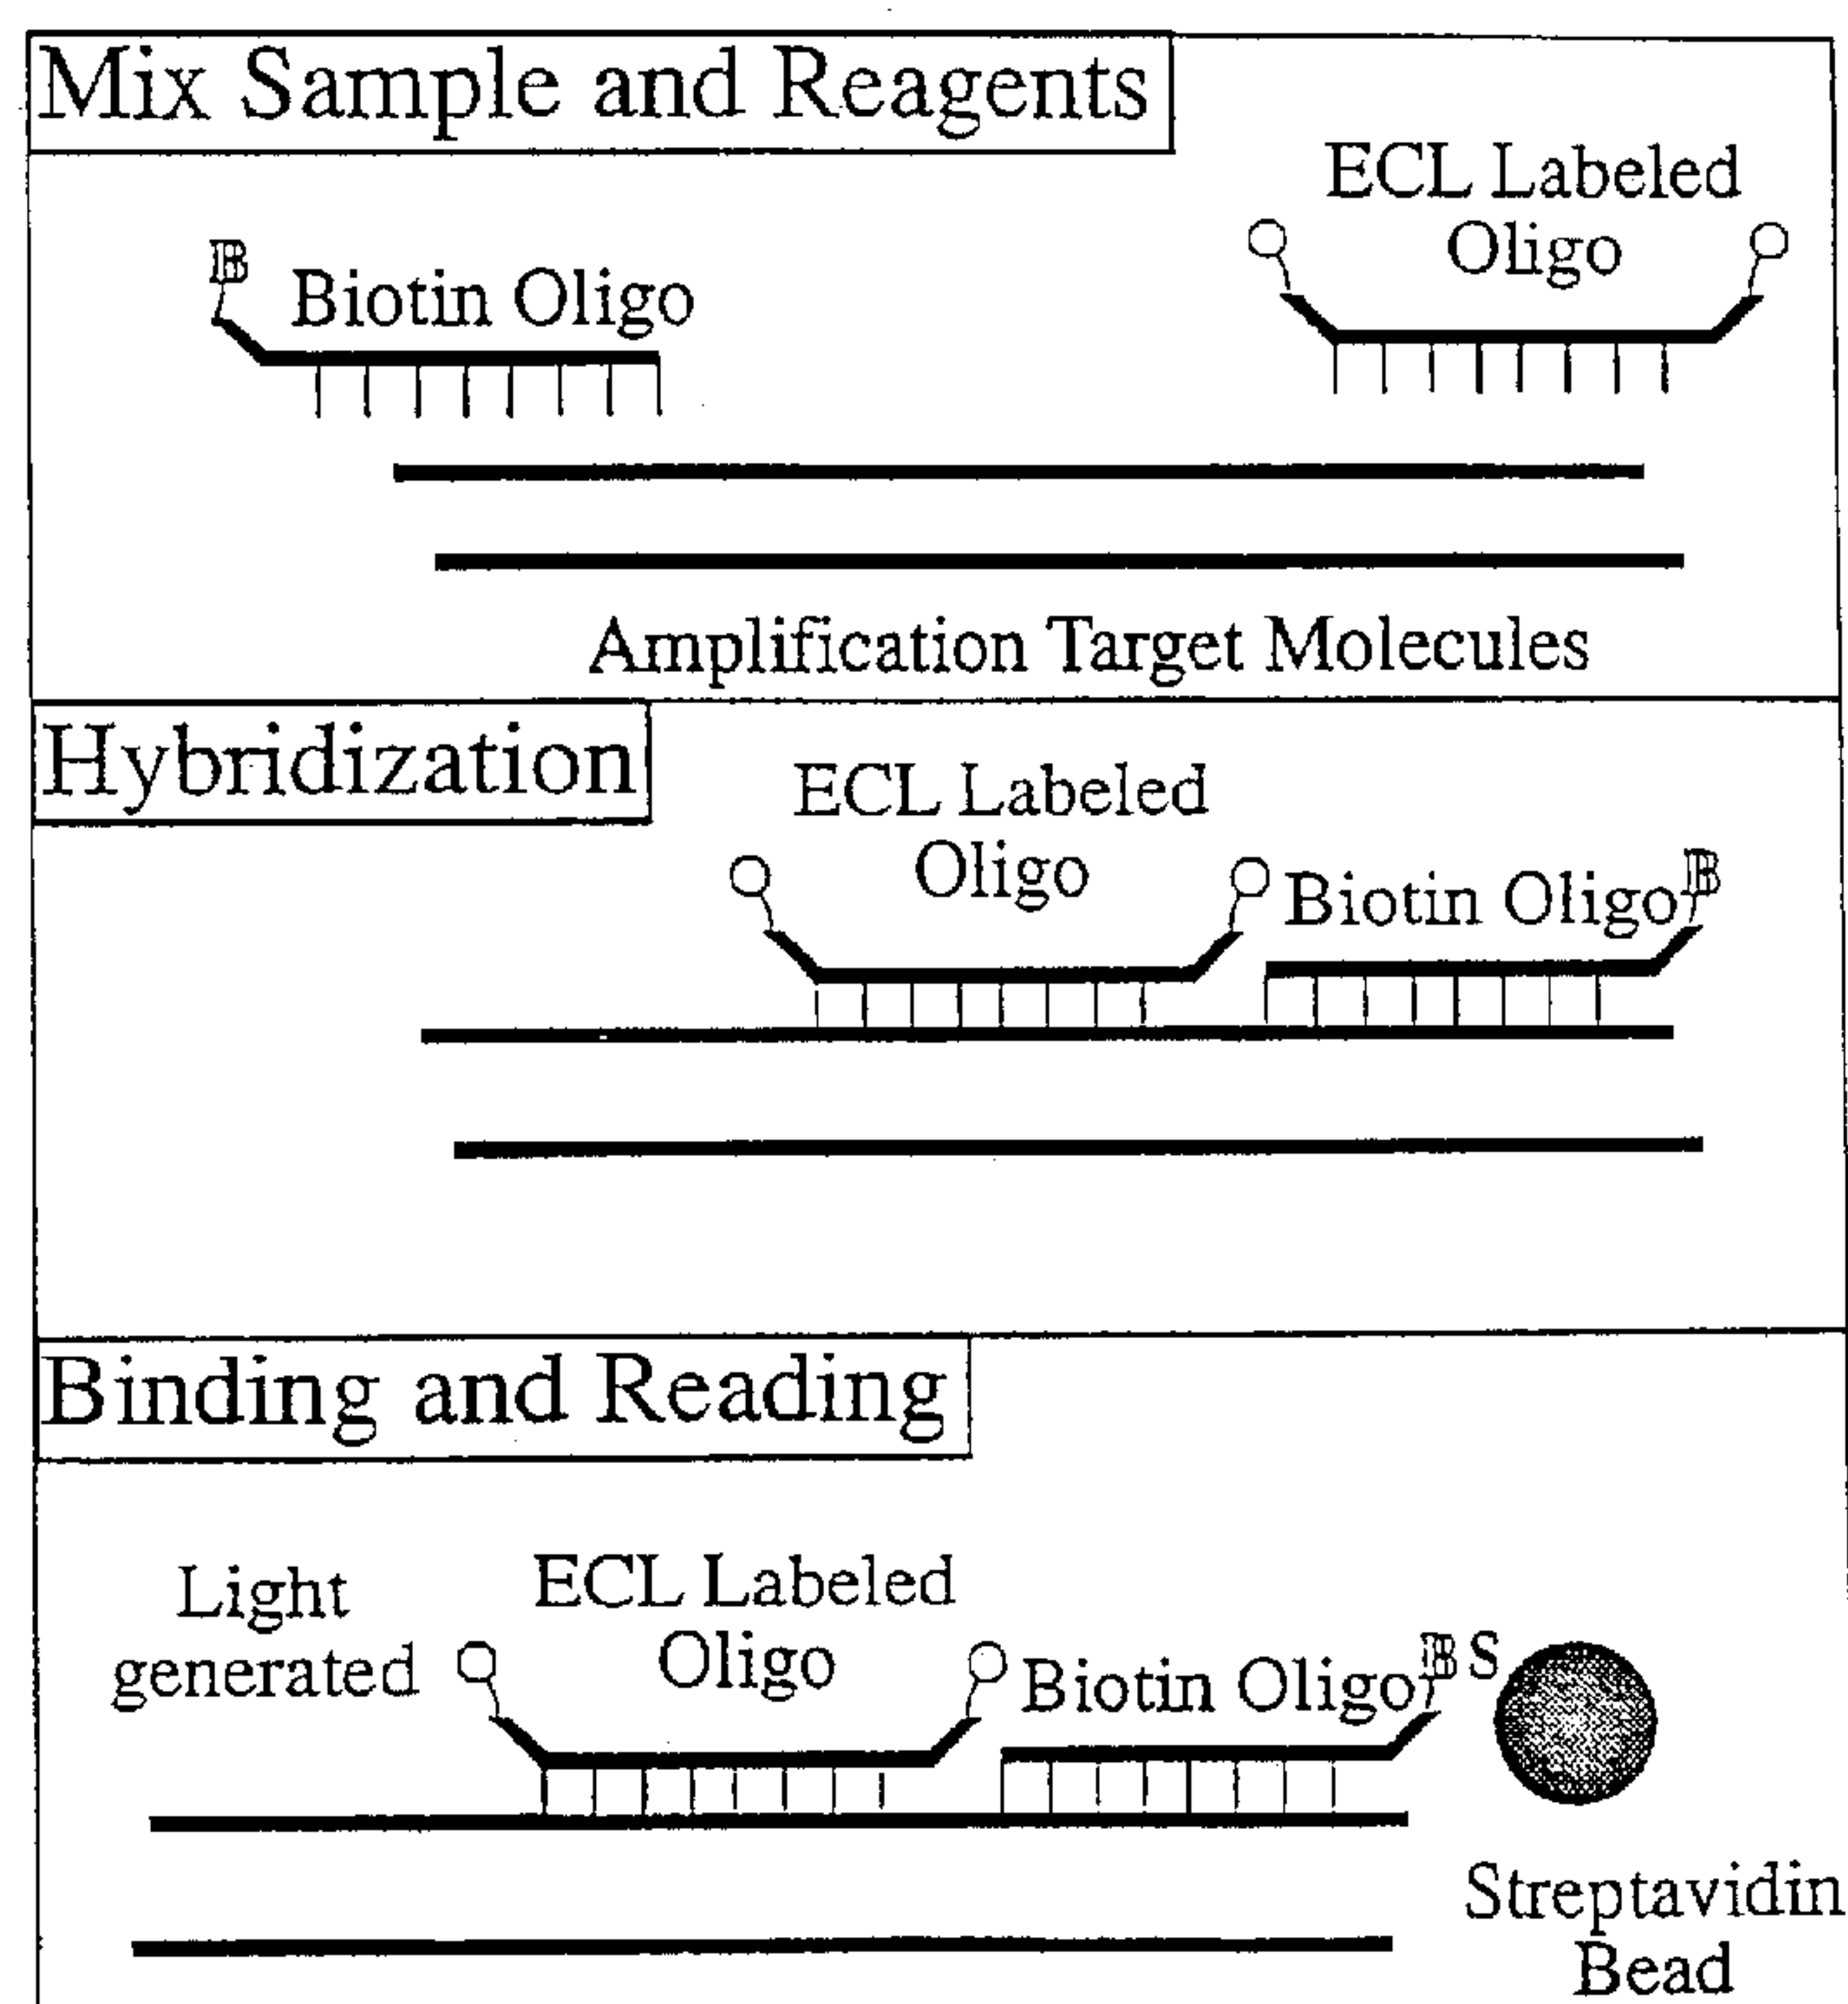 Mix Sample and Reagents
ECL Labeled
Oligo
B
Biotin Oligo
Amplification Target Molecules
Hybridization
ECL Labeled
Oligo
Biotin Oligo
B
Binding and Reading
Light
generated
ECL Labeled
Oligo
Biotin Oligo
B S
Streptavidin
Bead